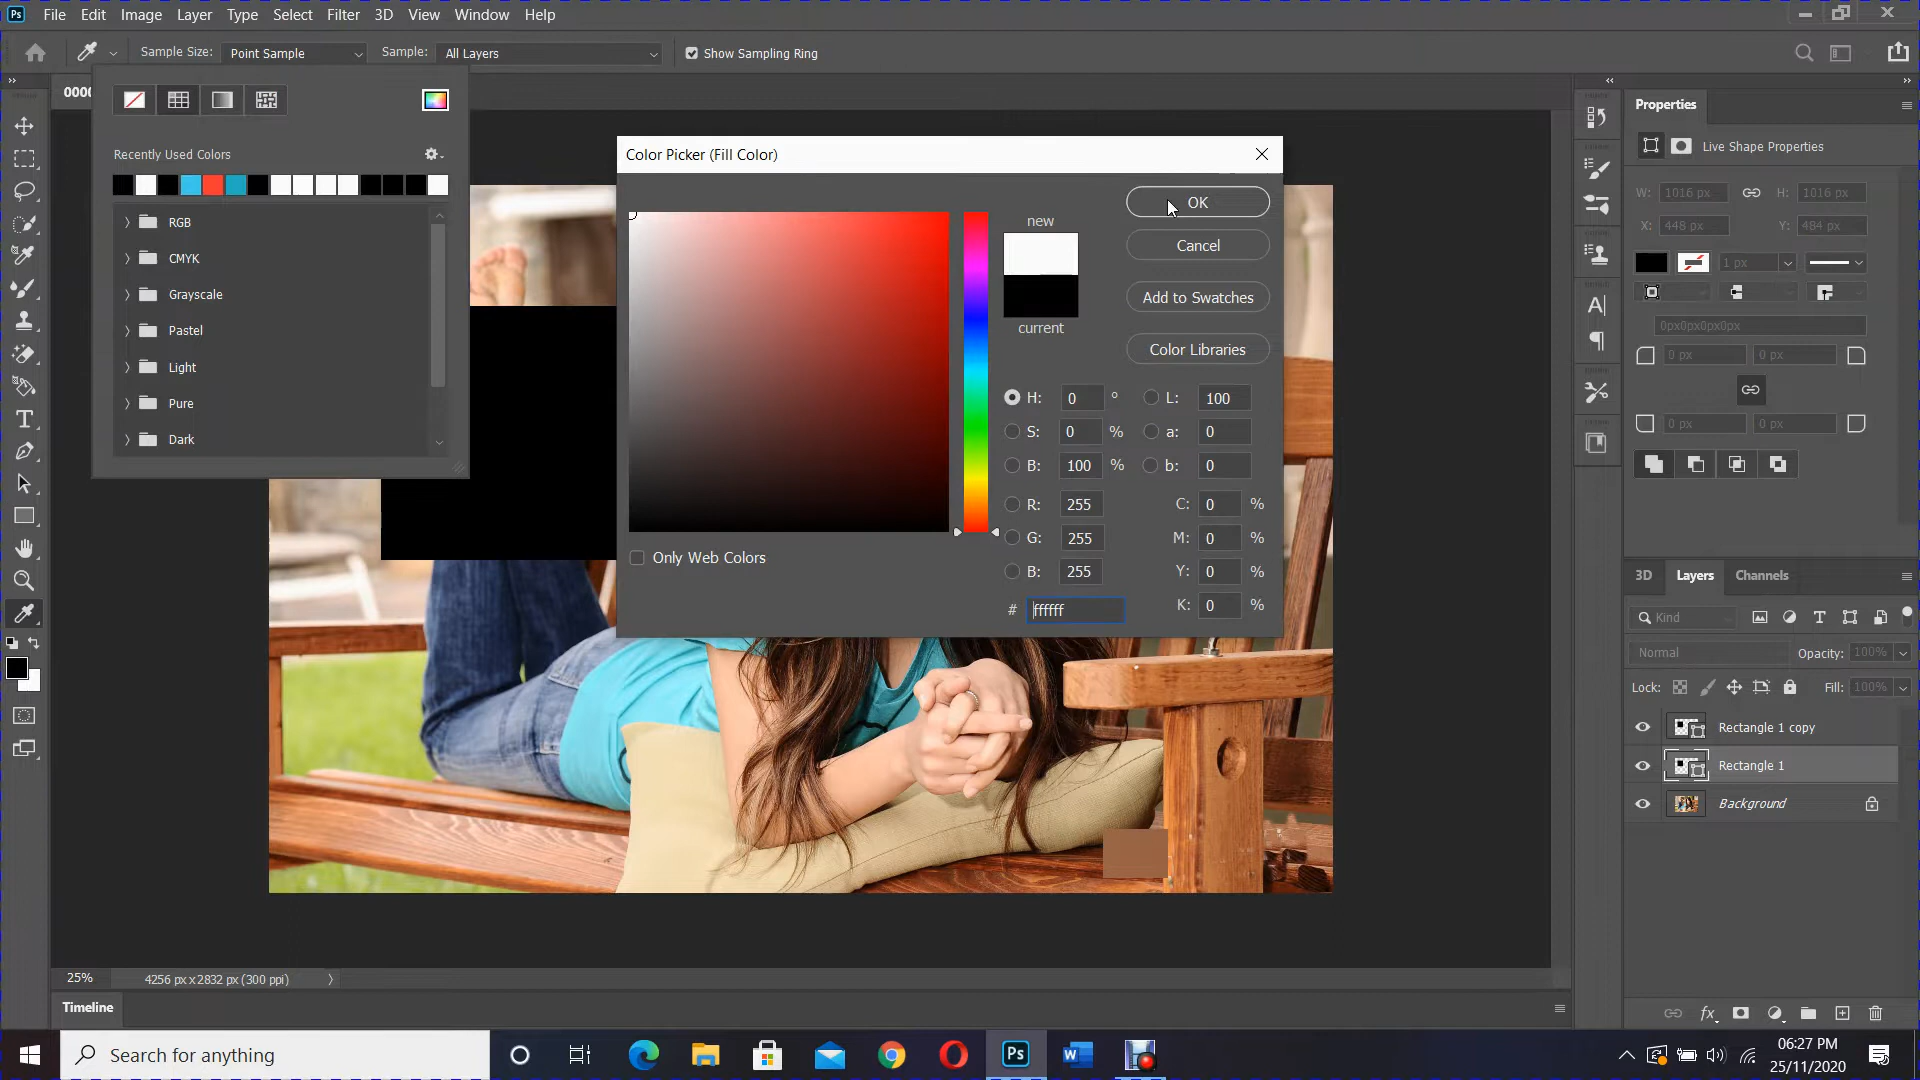 Ps File Edit Image Layer Type Select Filter 3D View Window Help
Sample Size: Point Sample Sample: All Layers Show Sampling Ring
0000
Recently Used Colors
RGB
CMYK
Grayscale
Pastel
Light
Pure
Dark
Color Picker (Fill Color)
new
current
OK
Cancel
Add to Swatches
Color Libraries
H: 0 ° L: 100
S: 0 % a: 0
B: 100 % b: 0
R: 255 C: 0 %
G: 255 M: 0 %
B: 255 Y: 0 %
# ffffff K: 0 %
Only Web Colors
Properties
Live Shape Properties
W: 1016 px H: 1016 px
X: 448 px Y: 484 px
1 px
0px0px0px0px
0 px 0 px
0 px 0 px
3D Layers Channels
Kind
Normal Opacity: 100%
Lock: Fill: 100%
Rectangle 1 copy
Rectangle 1
Background
fx
25% 4256 px x 2832 px (300 ppi)
Timeline
Search for anything
Ps
06:27 PM
25/11/2020